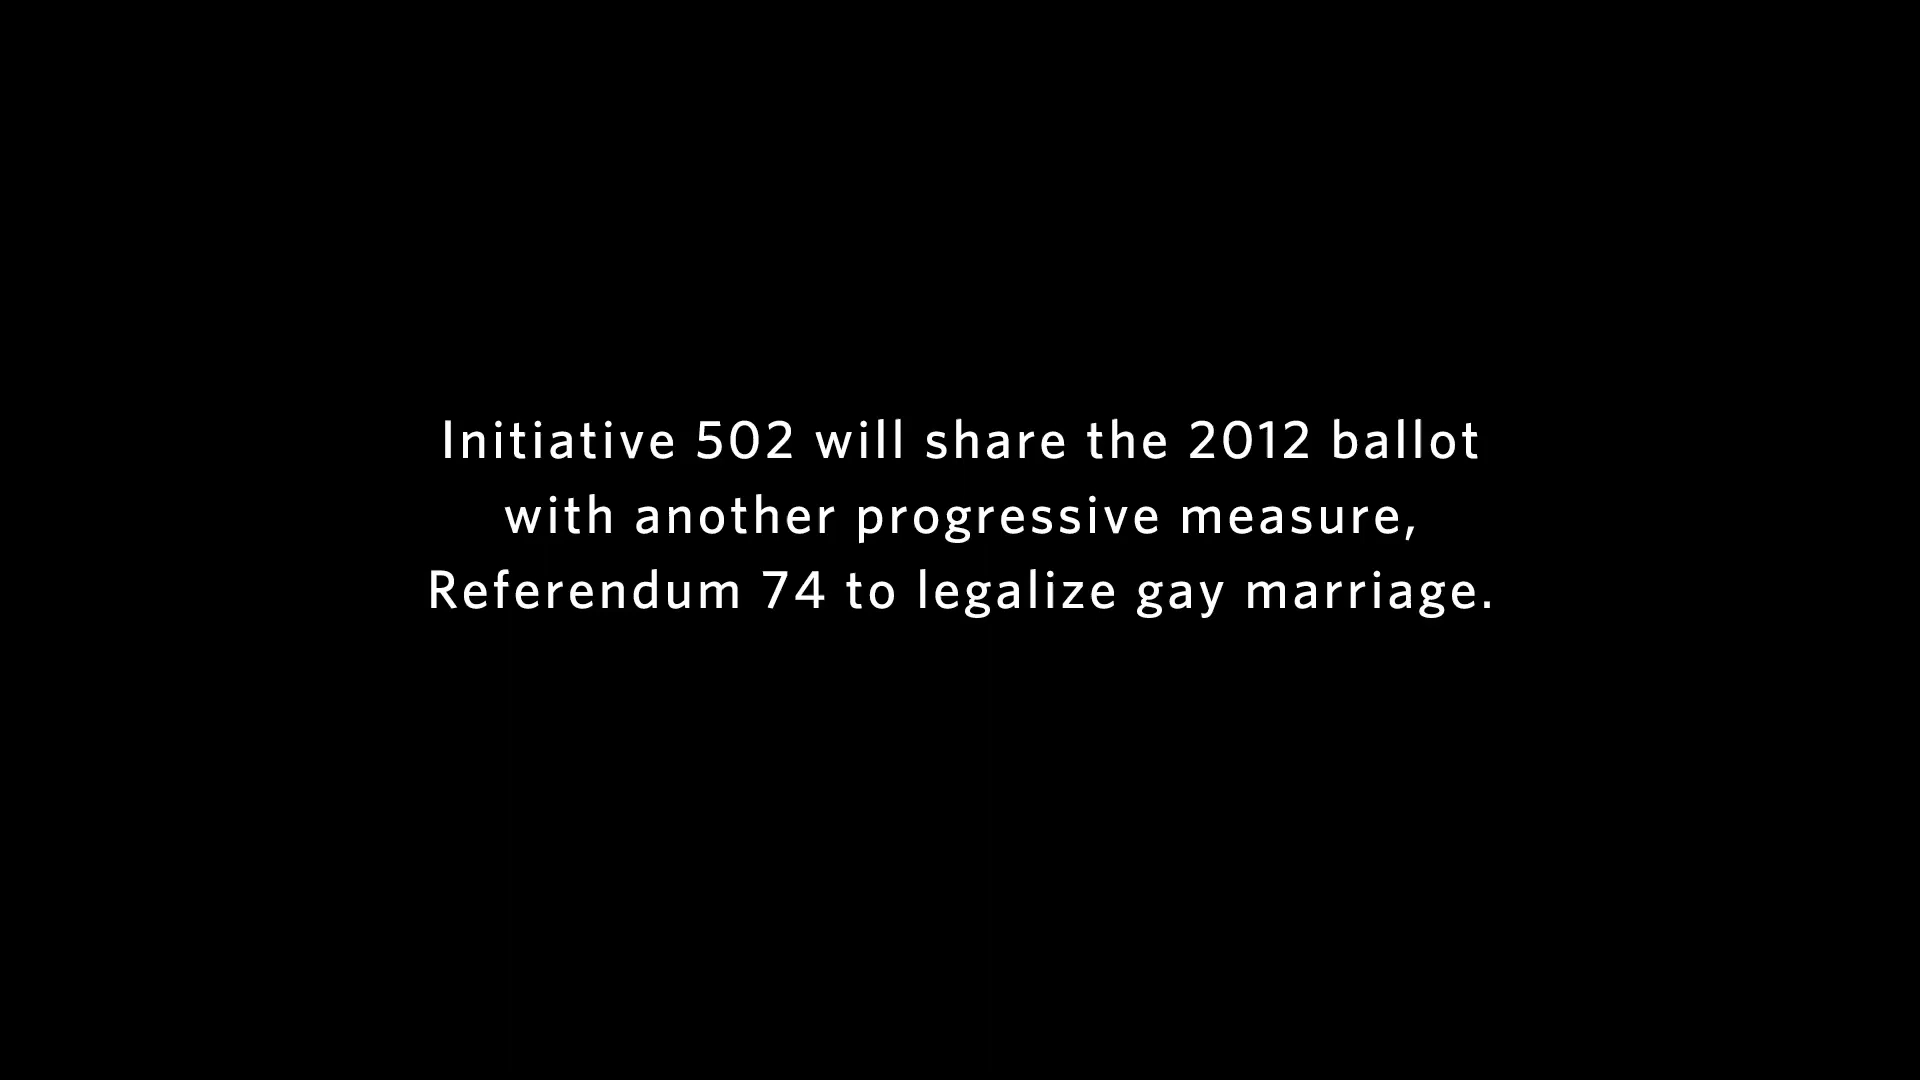 Initiative 502 will share the 2012 ballot
with another progressive measure,
Referendum 74 to legalize gay marriage.